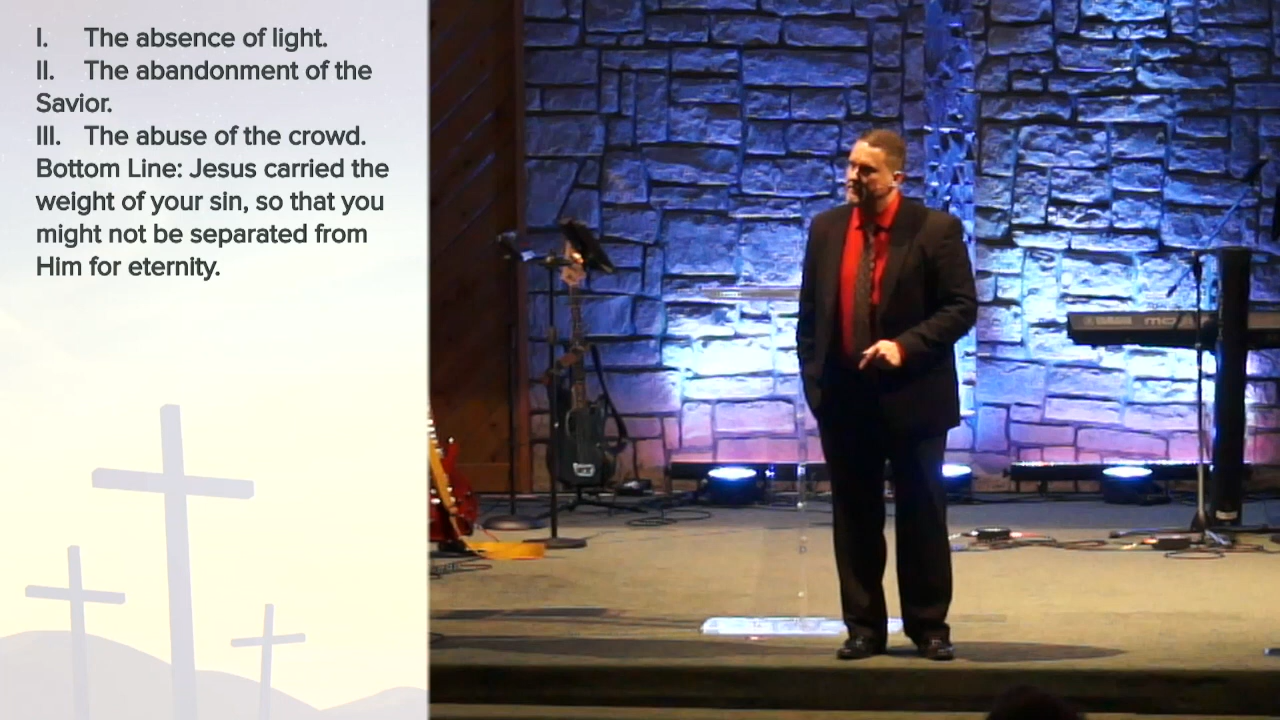 I. The absence of light.
II. The abandonment of the
Savior.
III. The abuse of the crowd.
Bottom Line: Jesus carried the
weight of your sin, so that you
might not be separated from
Him for eternity.